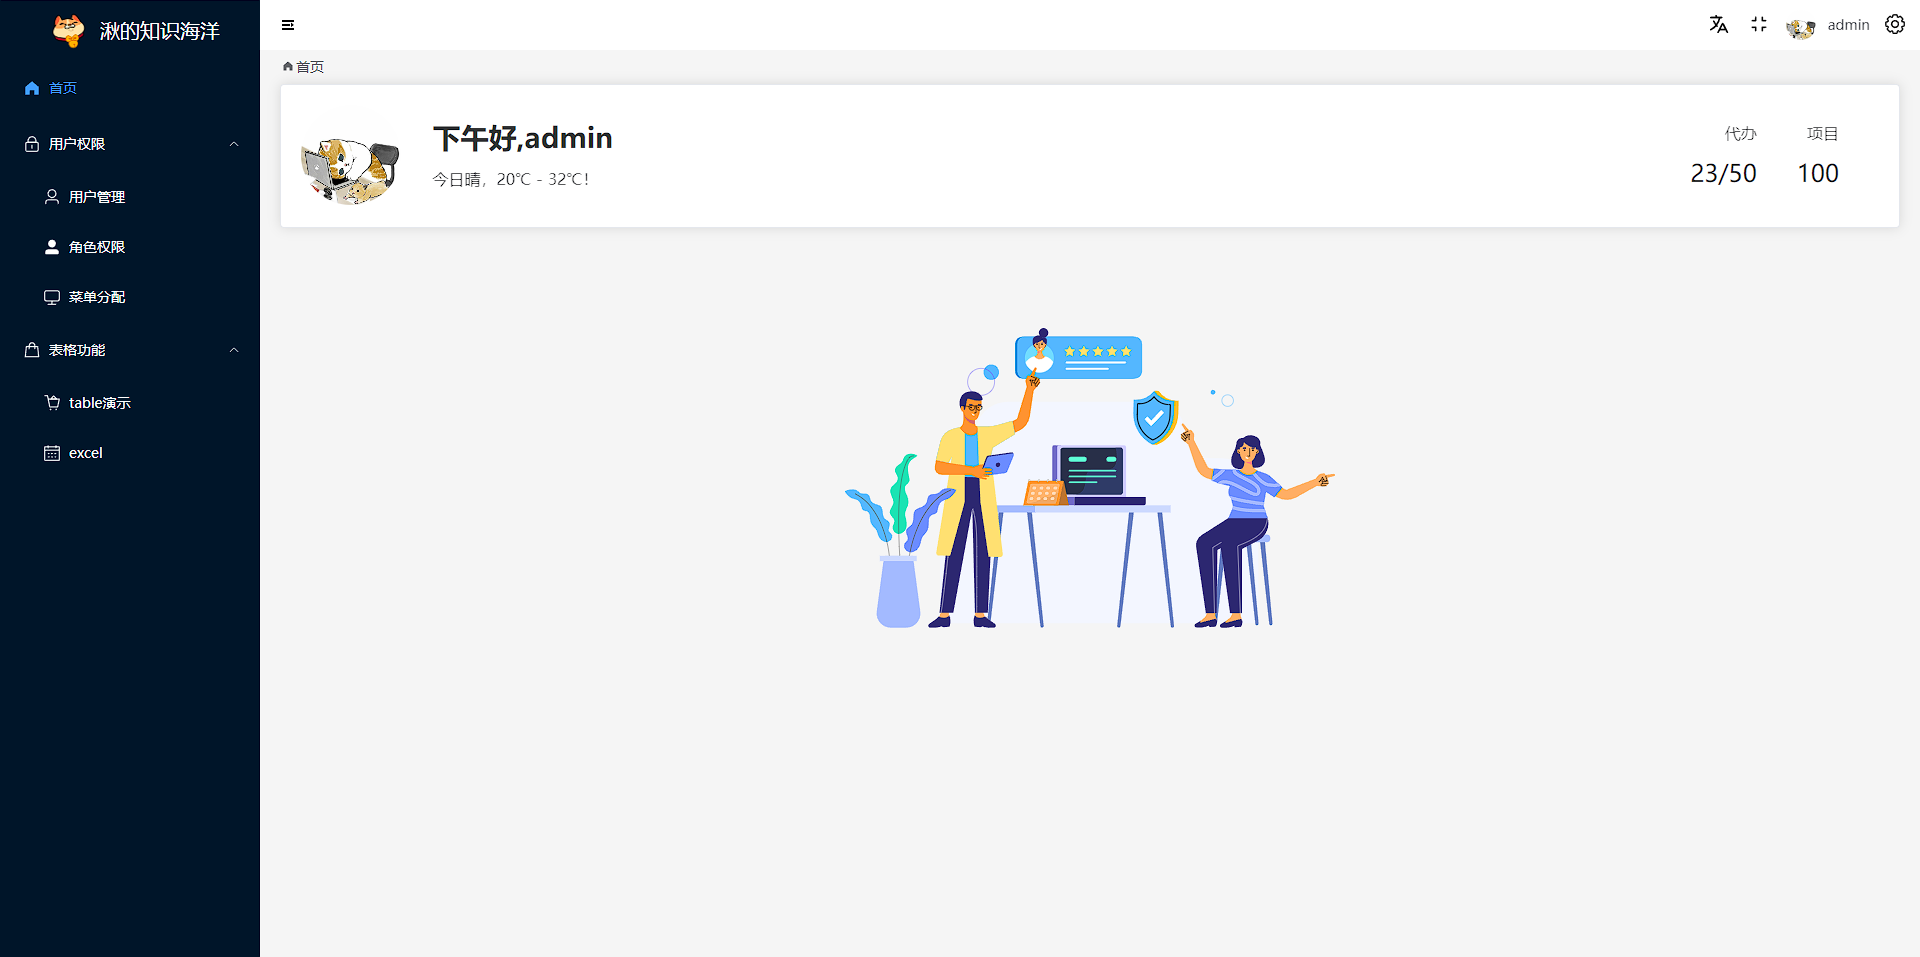 湫的知识海洋
首页
用户权限
用户管理
角色权限
菜单分配
表格功能
table演示
excel
admin
首页
下午好,admin
今日晴，20℃ - 32℃!
代办
项目
23/50
100